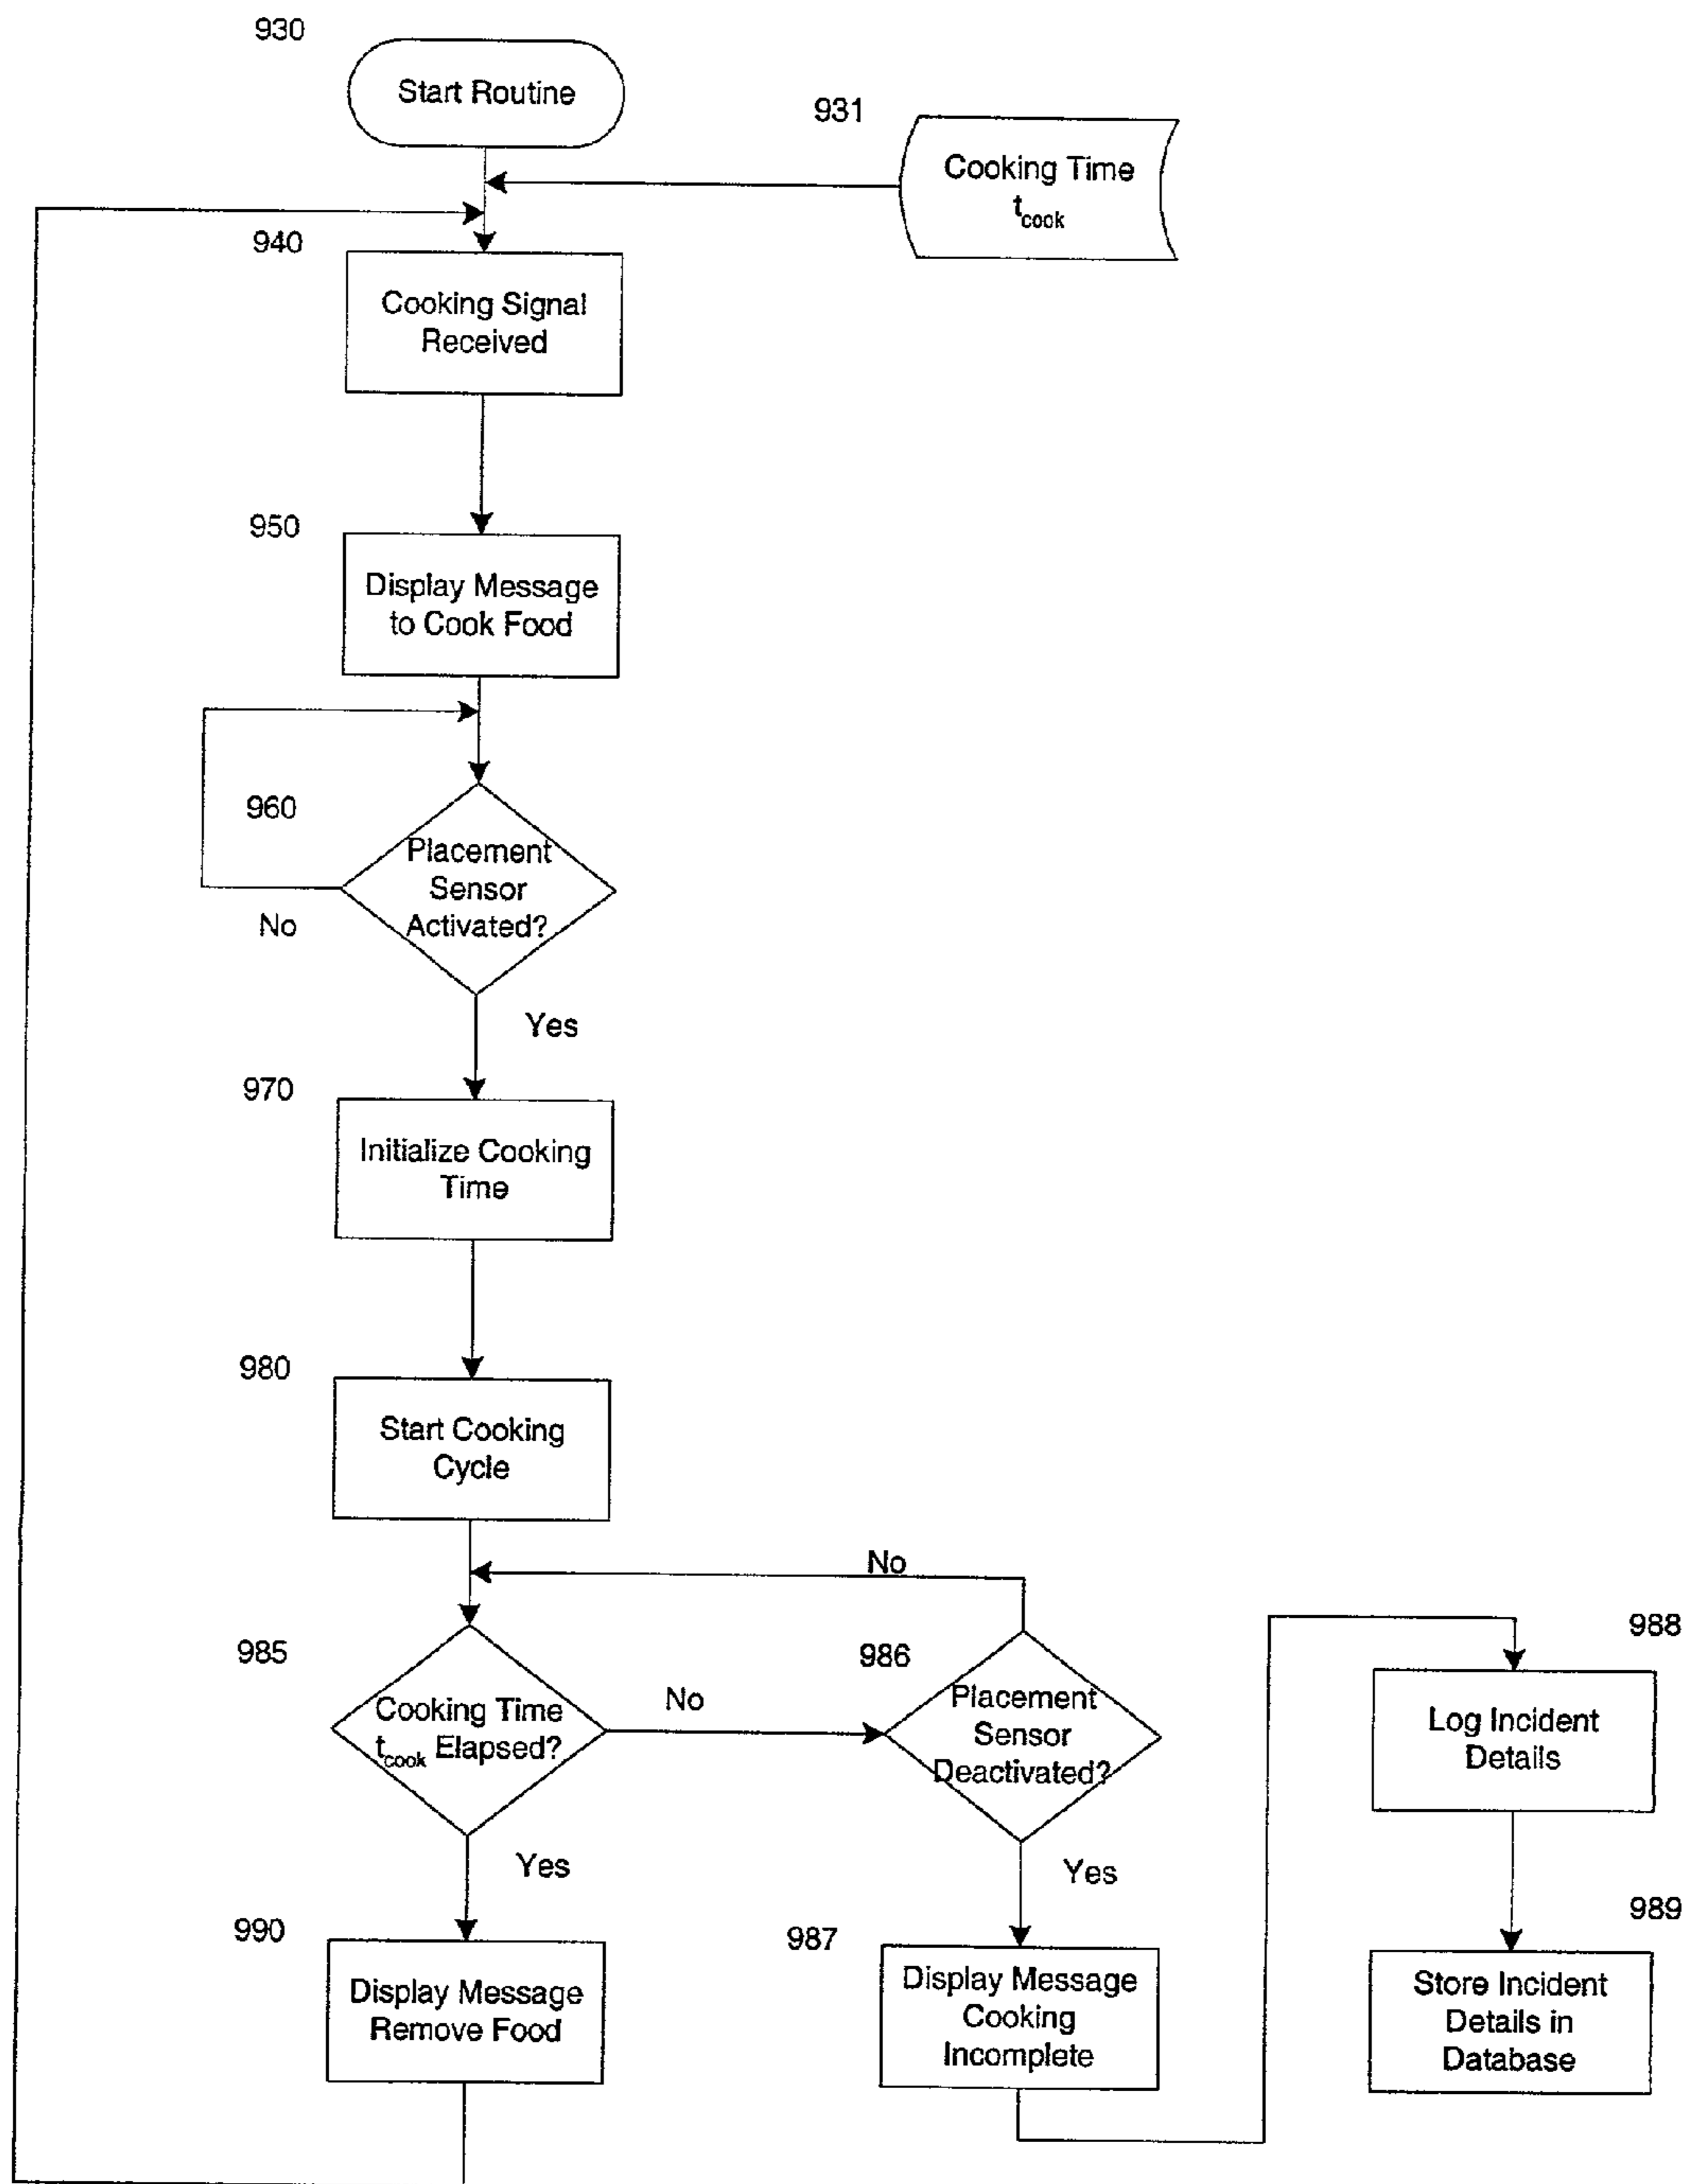 930
Start Routine
931
Cooking Time
t_cook
940
Cooking Signal
Received
950
Display Message
to Cook Food
960
Placement
Sensor
Activated?
No
Yes
970
Initialize Cooking
Time
980
Start Cooking
Cycle
No
985
Cooking Time
t_cook Elapsed?
No
986
Placement
Sensor
Deactivated?
988
Log Incident
Details
Yes
Yes
990
Display Message
Remove Food
987
Display Message
Cooking
Incomplete
989
Store Incident
Details in
Database